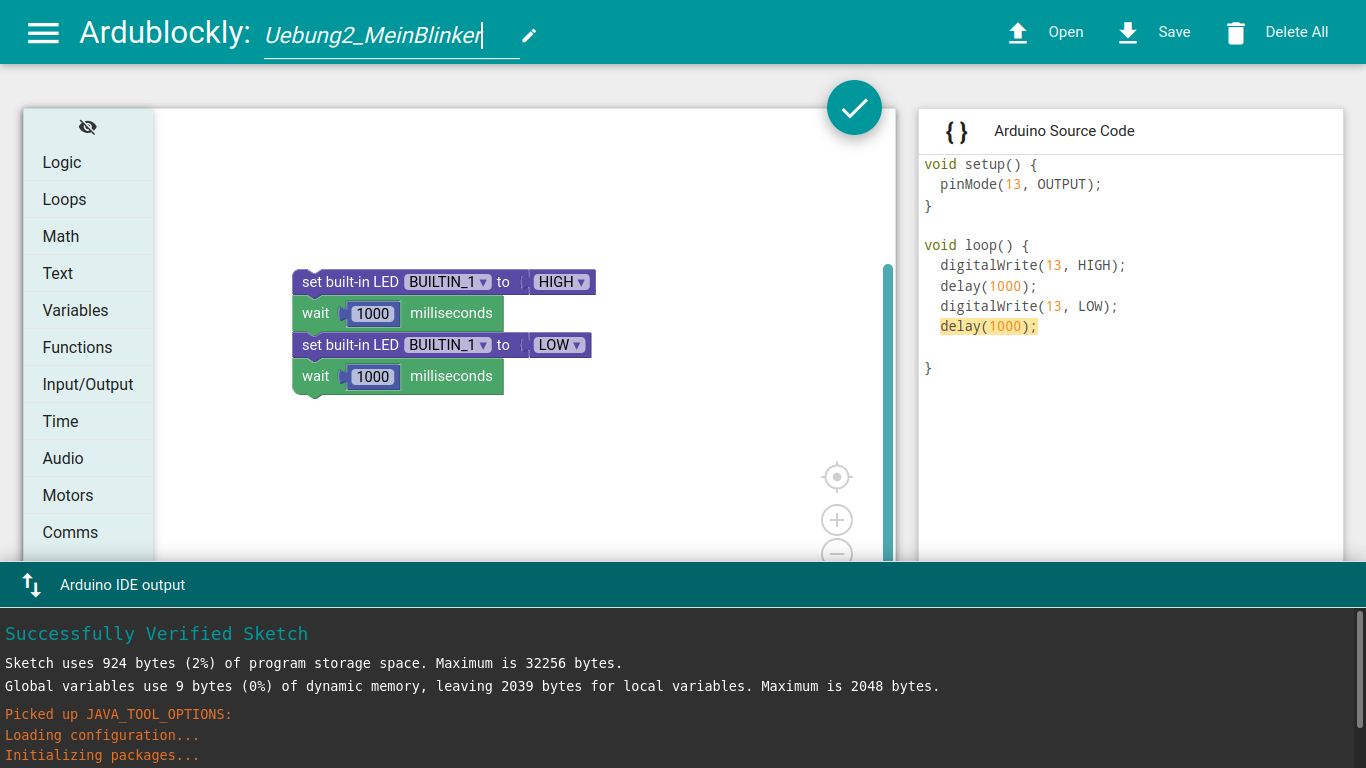 Ardublockly: Uebung2_MeinBlinker
Open
Save
Delete All
Logic
Loops
Math
Text
Variables
Functions
Input/Output
Time
Audio
Motors
Comms
set built-in LED BUILTIN_1 to HIGH
wait 1000 milliseconds
set built-in LED BUILTIN_1 to LOW
wait 1000 milliseconds
{ } Arduino Source Code
void setup() {
  pinMode(13, OUTPUT);
}
void loop() {
  digitalWrite(13, HIGH);
  delay(1000);
  digitalWrite(13, LOW);
  delay(1000);
}
Arduino IDE output
Successfully Verified Sketch
Sketch uses 924 bytes (2%) of program storage space. Maximum is 32256 bytes.
Global variables use 9 bytes (0%) of dynamic memory, leaving 2039 bytes for local variables. Maximum is 2048 bytes.
Picked up JAVA_TOOL_OPTIONS:
Loading configuration...
Initializing packages...